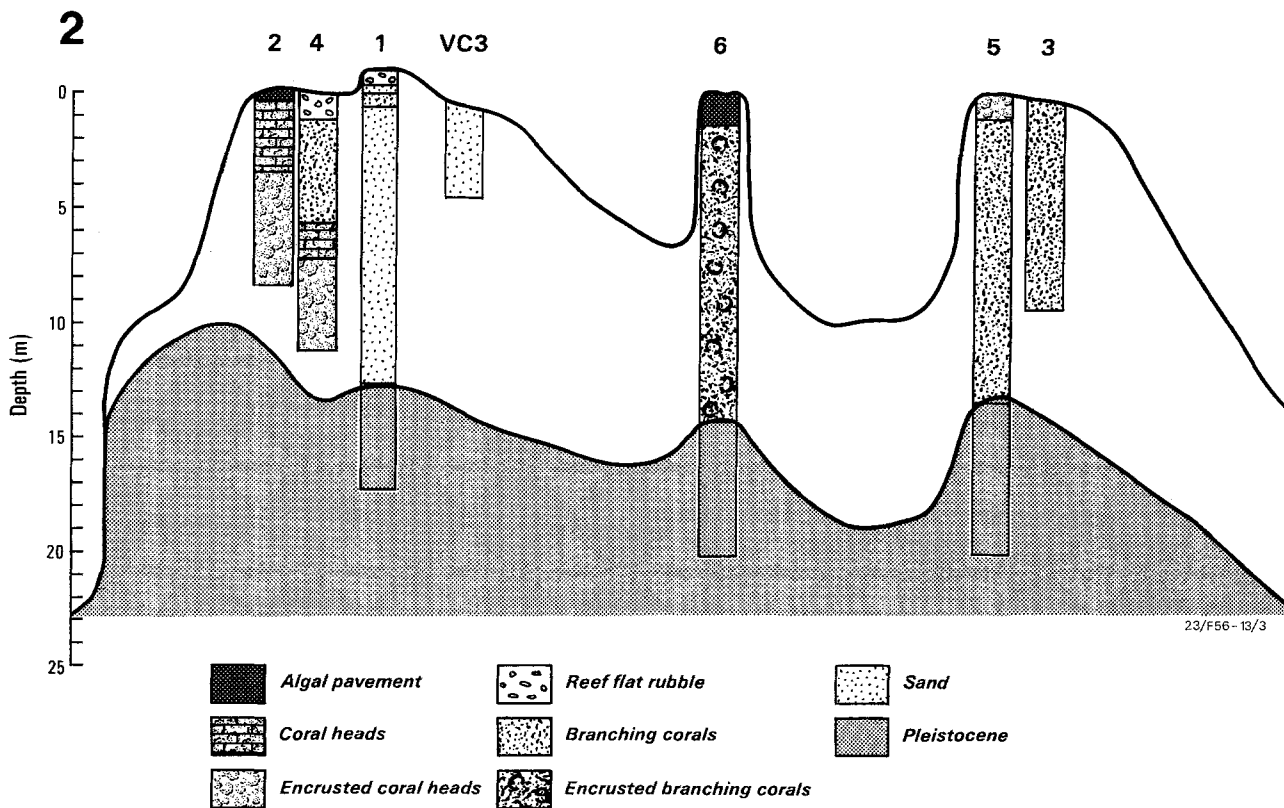 2
2 4 1 VC3 6 5 3
0
5
10
15
20
25
Depth (m)
23/F56-13/3
Algal pavement
Reef flat rubble
Sand
Coral heads
Branching corals
Pleistocene
Encrusted coral heads
Encrusted branching corals